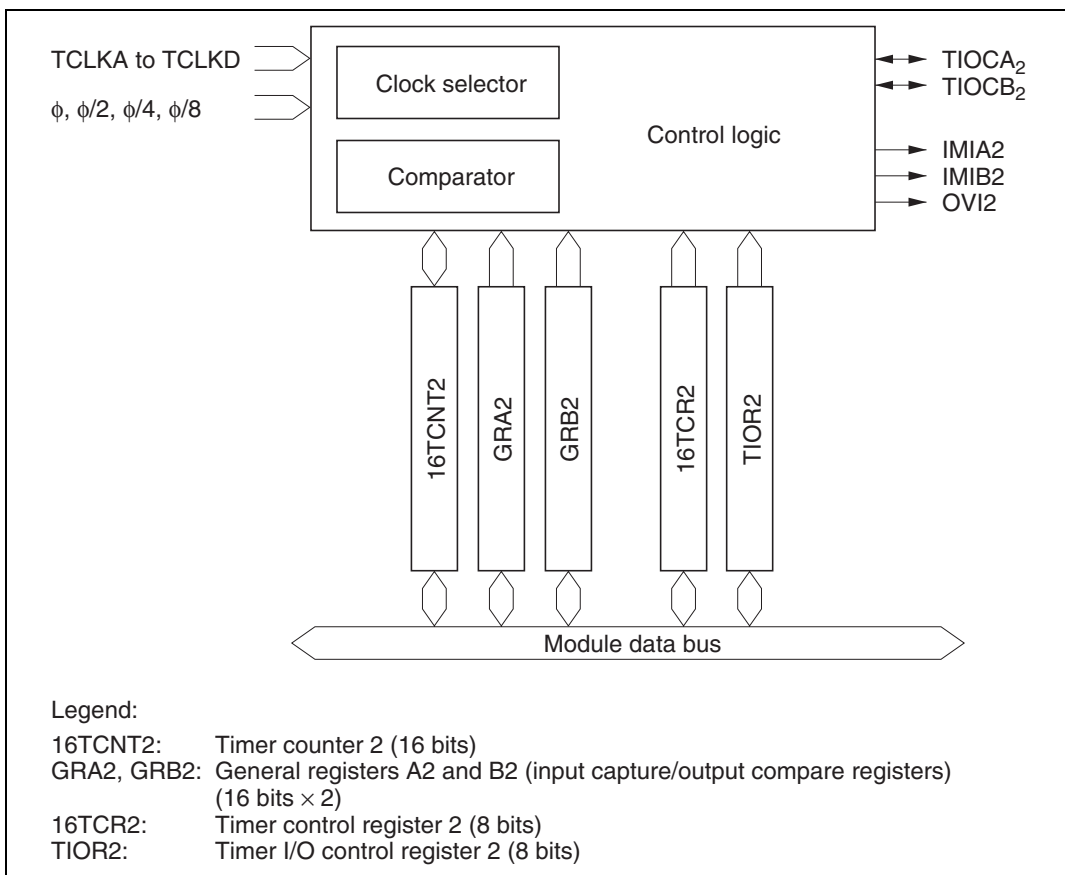 TCLKA to TCLKD
ϕ, ϕ/2, ϕ/4, ϕ/8
Clock selector
Comparator
Control logic
TIOCA₂
TIOCB₂
IMIA2
IMIB2
OVI2
16TCNT2
GRA2
GRB2
16TCR2
TIOR2
Module data bus
Legend:
16TCNT2: Timer counter 2 (16 bits)
GRA2, GRB2: General registers A2 and B2 (input capture/output compare registers)
(16 bits × 2)
16TCR2: Timer control register 2 (8 bits)
TIOR2: Timer I/O control register 2 (8 bits)